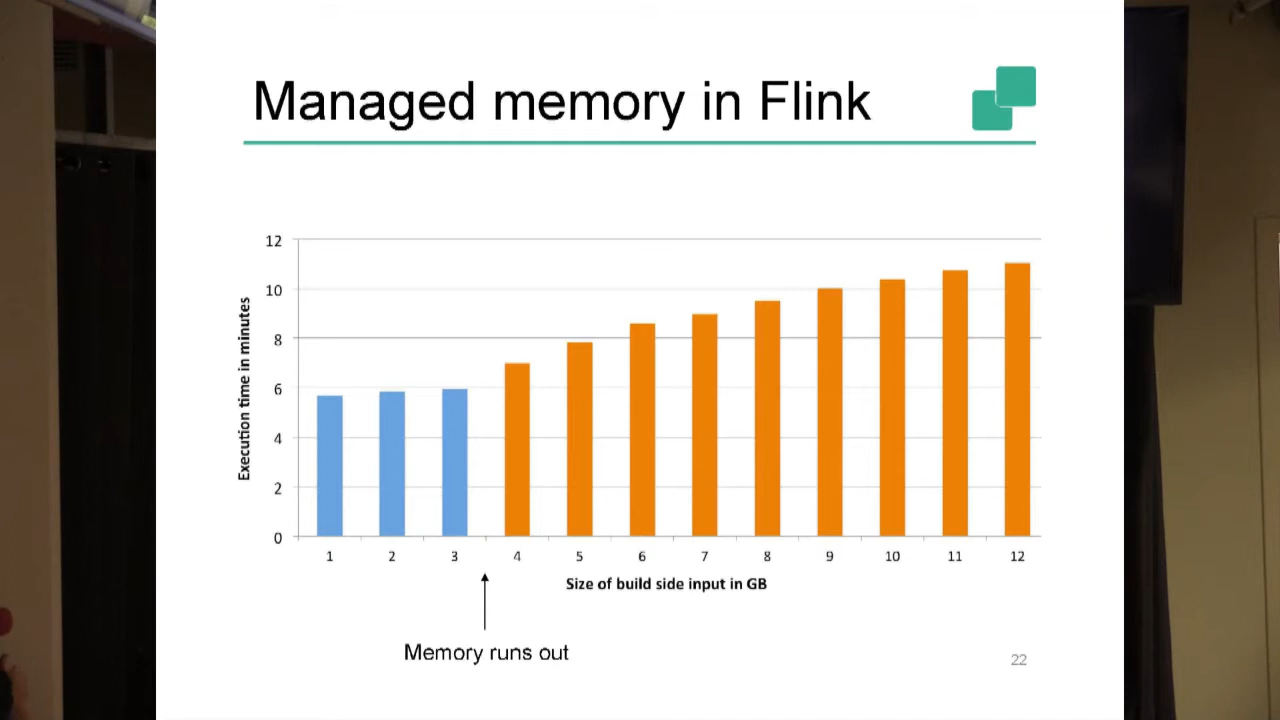 Managed memory in Flink
Execution time in minutes
12
10
8
6
4
2
0
1 2 3 4 5 6 7 8 9 10 11 12
Size of build side input in GB
Memory runs out
22